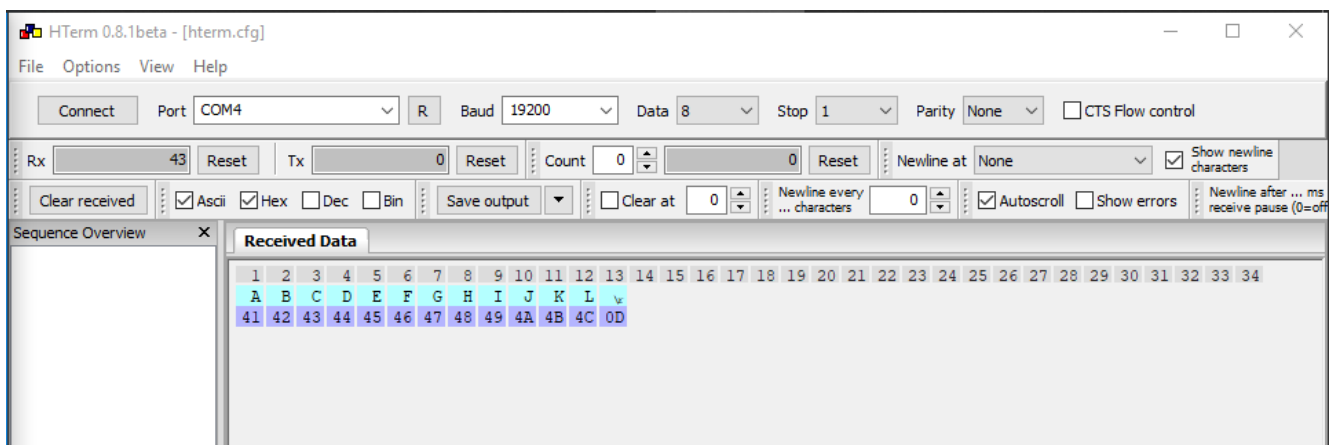 HTerm 0.8.1beta - [hterm.cfg]
File Options View Help
Connect Port COM4 R Baud 19200 Data 8 Stop 1 Parity None CTS Flow control
Rx 43 Reset Tx 0 Reset Count 0 0 Reset Newline at None Show newline
characters
Clear received Ascii Hex Dec Bin Save output Clear at 0 Newline every
... characters 0 Autoscroll Show errors Newline after ... ms
receive pause (0=off
Sequence Overview X Received Data
1 2 3 4 5 6 7 8 9 10 11 12 13 14 15 16 17 18 19 20 21 22 23 24 25 26 27 28 29 30 31 32 33 34
A B C D E F G H I J K L \r
41 42 43 44 45 46 47 48 49 4A 4B 4C 0D